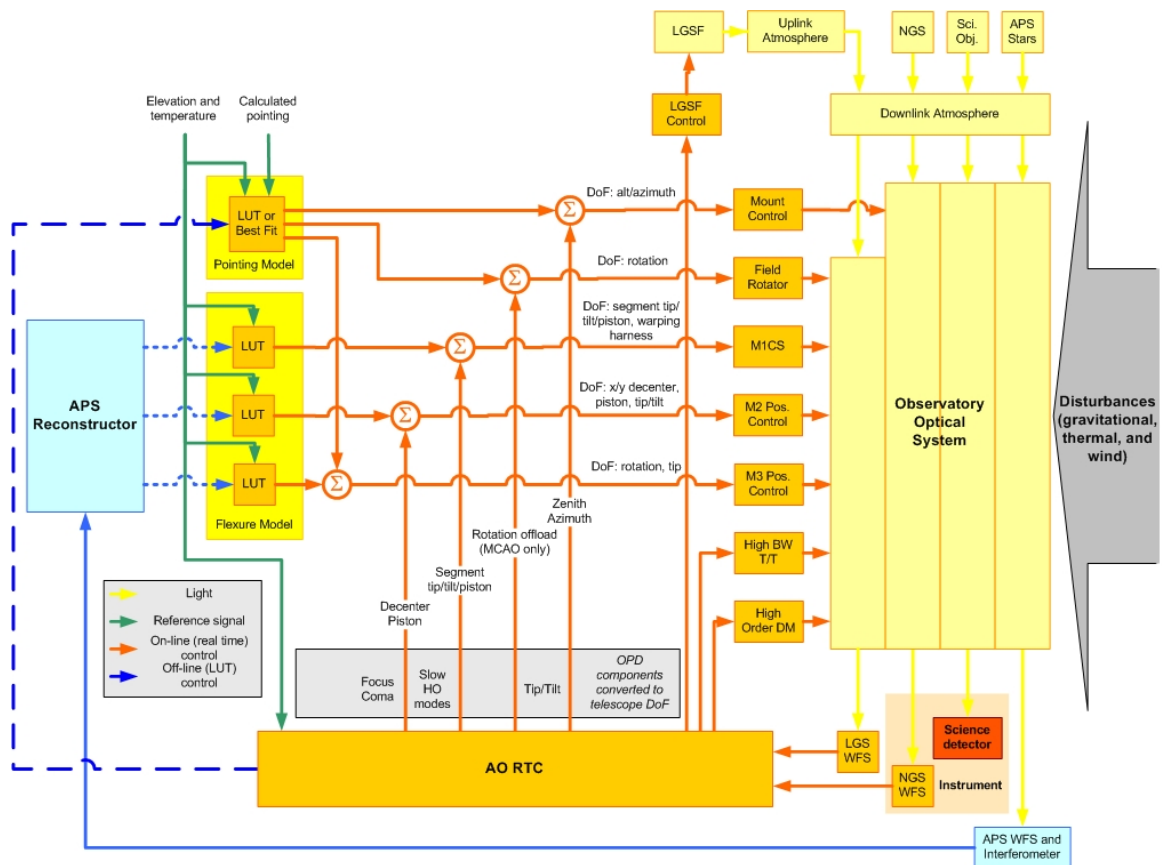 LGSF
Uplink
Atmosphere
NGS
Sci.
Obj.
APS
Stars
Elevation and
temperature
Calculated
pointing
LGSF
Control
Downlink Atmosphere
LUT or
Best Fit
Pointing Model
Σ
DoF: alt/azimuth
Mount
Control
Σ
DoF: rotation
Field
Rotator
DoF: segment tip/
tilt/piston, warping
harness
LUT
Σ
M1CS
APS
Reconstructor
DoF: x/y decenter,
piston, tip/tilt
LUT
Σ
M2 Pos.
Control
Observatory
Optical
System
Disturbances
(gravitational,
thermal, and
wind)
DoF: rotation, tip
LUT
Σ
M3 Pos.
Control
Flexure Model
Zenith
Azimuth
Rotation offload
(MCAO only)
Segment
tip/tilt/piston
Decenter
Piston
High BW
T/T
High
Order DM
Light
Reference signal
On-line (real time)
control
Off-line (LUT)
control
Focus
Coma
Slow
HO
modes
Tip/Tilt
OPD
components
converted to
telescope DoF
AO RTC
LGS
WFS
Science
detector
NGS
WFS
Instrument
APS WFS and
Interferometer